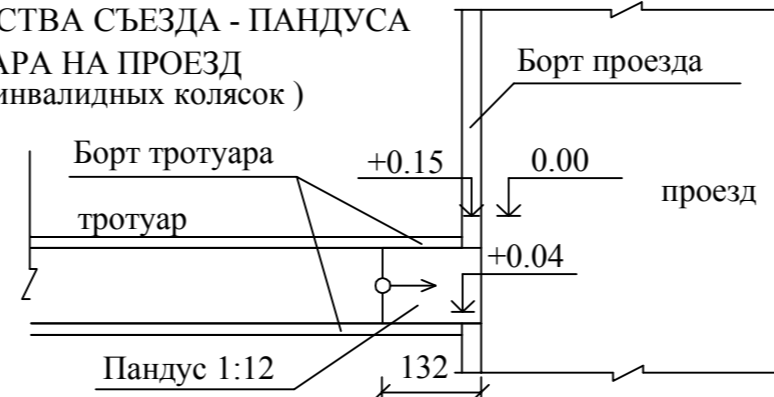 СТВА СЪЕЗДА - ПАНДУСА
АРА НА ПРОЕЗД
инвалидных колясок )
Борт проезда
Борт тротуара
+0.15
0.00
проезд
тротуар
+0.04
Пандус 1:12
132